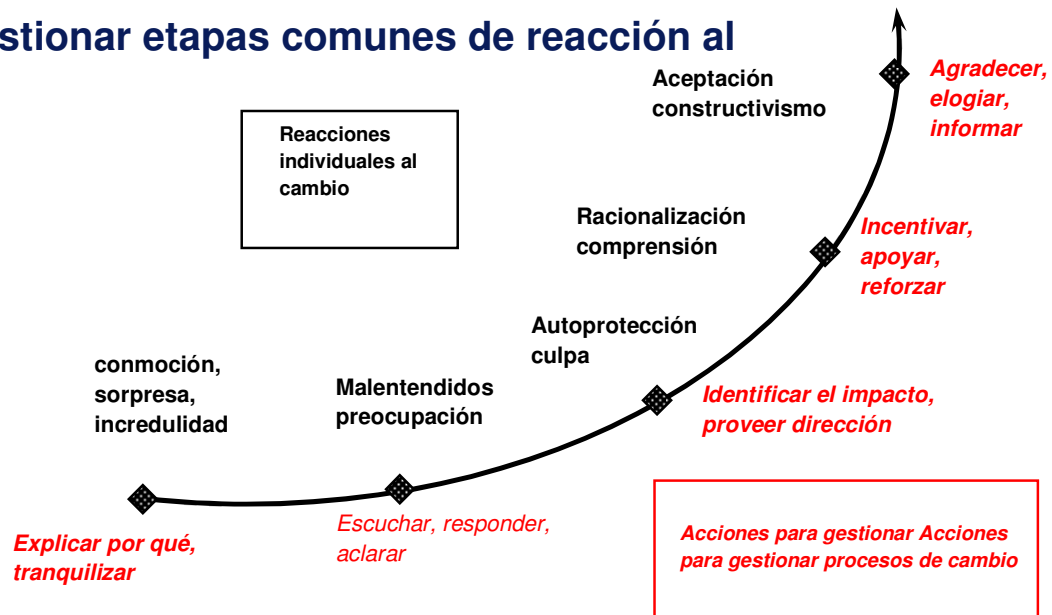 stionar etapas comunes de reacción al
Reacciones
individuales al
cambio
Aceptación
constructivismo
Agradecer,
elogiar,
informar
Racionalización
comprensión
Incentivar,
apoyar,
reforzar
Autoprotección
culpa
Identificar el impacto,
proveer dirección
conmoción,
sorpresa,
incredulidad
Malentendidos
preocupación
Explicar por qué,
tranquilizar
Escuchar, responder,
aclarar
Acciones para gestionar Acciones
para gestionar procesos de cambio